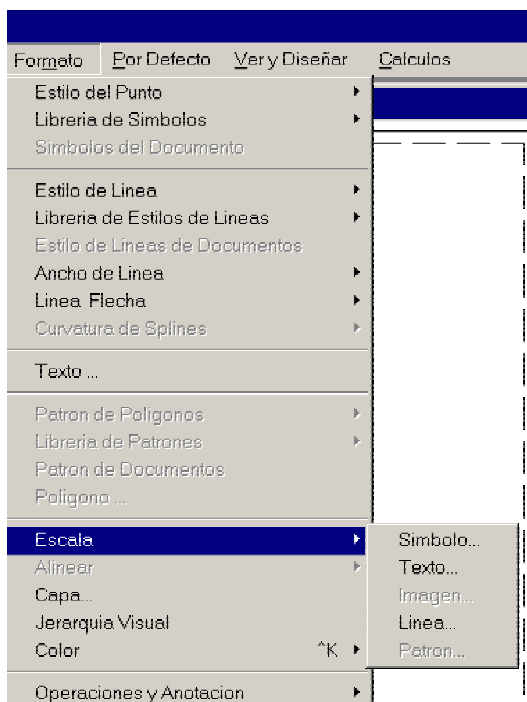 Formato Por Defecto Ver y Diseñar Calculos
Estilo del Punto
Libreria de Simbolos
Simbolos del Documento
Estilo de Linea
Libreria de Estilos de Lineas
Estilo de Lineas de Documentos
Ancho de Linea
Linea Flecha
Curvatura de Splines
Texto ...
Patron de Poligonos
Libreria de Patrones
Patron de Documentos
Poligono ...
Escala
Alinear
Capa...
Jerarquia Visual
Color ^K
Operaciones y Anotacion
Simbolo...
Texto...
Imagen...
Linea...
Patron...